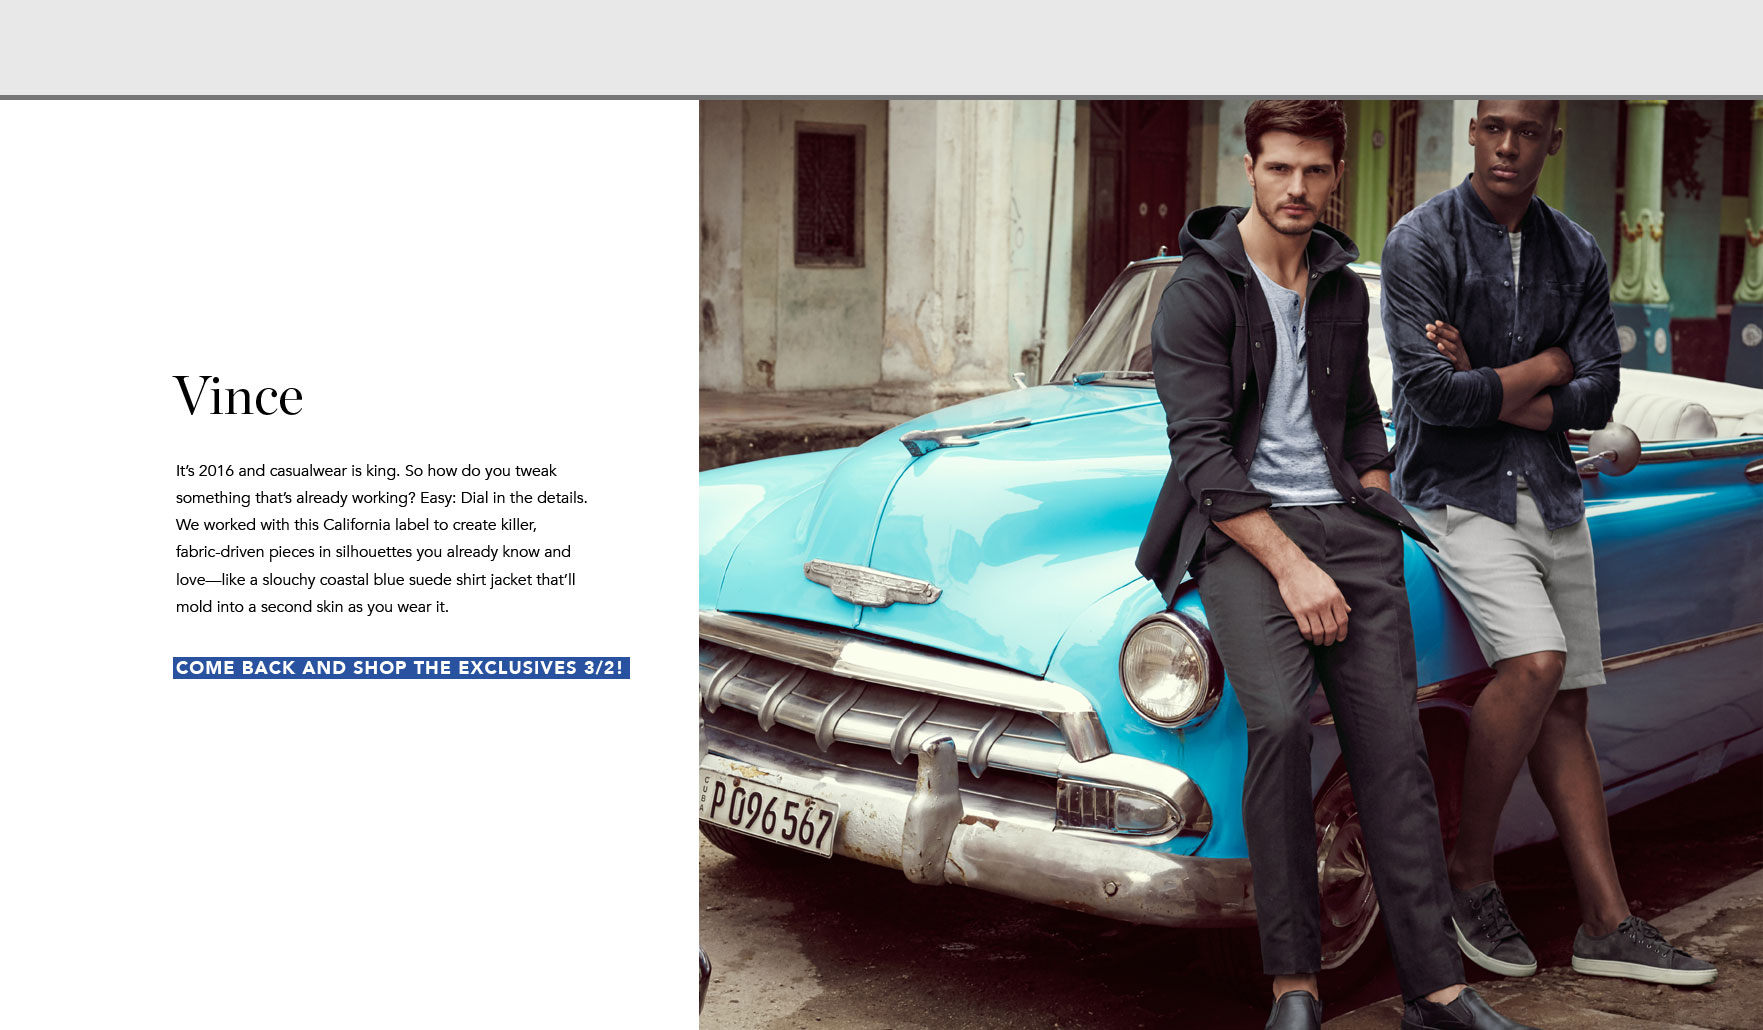 Vince
It’s 2016 and casualwear is king. So how do you tweak
something that’s already working? Easy: Dial in the details.
We worked with this California label to create killer,
fabric-driven pieces in silhouettes you already know and
love—like a slouchy coastal blue suede shirt jacket that’ll
mold into a second skin as you wear it.
COME BACK AND SHOP THE EXCLUSIVES 3/2!
CUBA
P096567